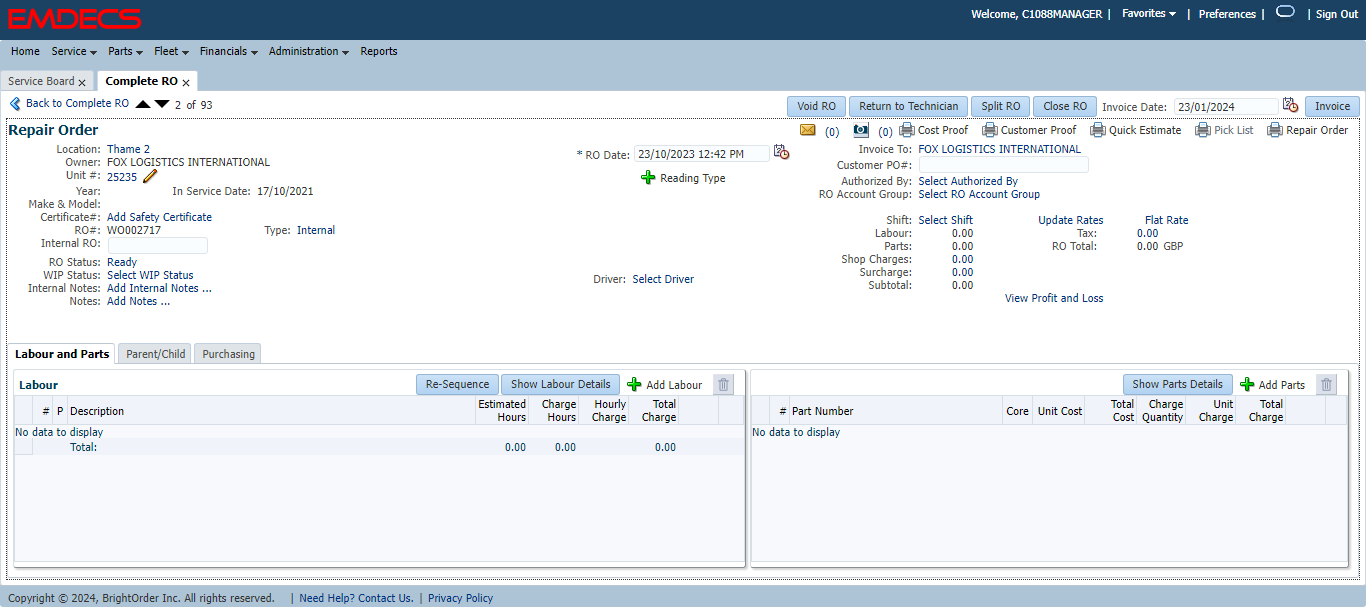 EMDECS
Welcome, C1088MANAGER | Favorites | Preferences | | Sign Out
Home Service Parts Fleet Financials Administration Reports
Service Board x Complete RO x
Back to Complete RO 2 of 93 Void RO Return to Technician Split RO Close RO Invoice Date: 23/01/2024 Invoice
Repair Order (0) (0) Cost Proof Customer Proof Quick Estimate Pick List Repair Order
Location: Thame 2
Owner: FOX LOGISTICS INTERNATIONAL
Unit #: 25235
Year: In Service Date: 17/10/2021
Make & Model:
Certificate#: Add Safety Certificate
RO#: WO002717 Type: Internal
Internal RO:
RO Status: Ready
WIP Status: Select WIP Status
Internal Notes: Add Internal Notes ...
Notes: Add Notes ...
* RO Date: 23/10/2023 12:42 PM
Reading Type
Driver: Select Driver
Invoice To: FOX LOGISTICS INTERNATIONAL
Customer PO#:
Authorized By: Select Authorized By
RO Account Group: Select RO Account Group
Shift: Select Shift Update Rates Flat Rate
Labour: 0.00 Tax: 0.00
Parts: 0.00 RO Total: 0.00 GBP
Shop Charges: 0.00
Surcharge: 0.00
Subtotal: 0.00
View Profit and Loss
Labour and Parts Parent/Child Purchasing
Labour Re-Sequence Show Labour Details Add Labour
# P Description Estimated Hours Charge Hours Hourly Charge Total Charge
No data to display
Total: 0.00 0.00 0.00
Show Parts Details Add Parts
# Part Number Core Unit Cost Total Cost Charge Quantity Unit Charge Total Charge
No data to display
Copyright © 2024, BrightOrder Inc. All rights reserved. | Need Help? Contact Us. | Privacy Policy